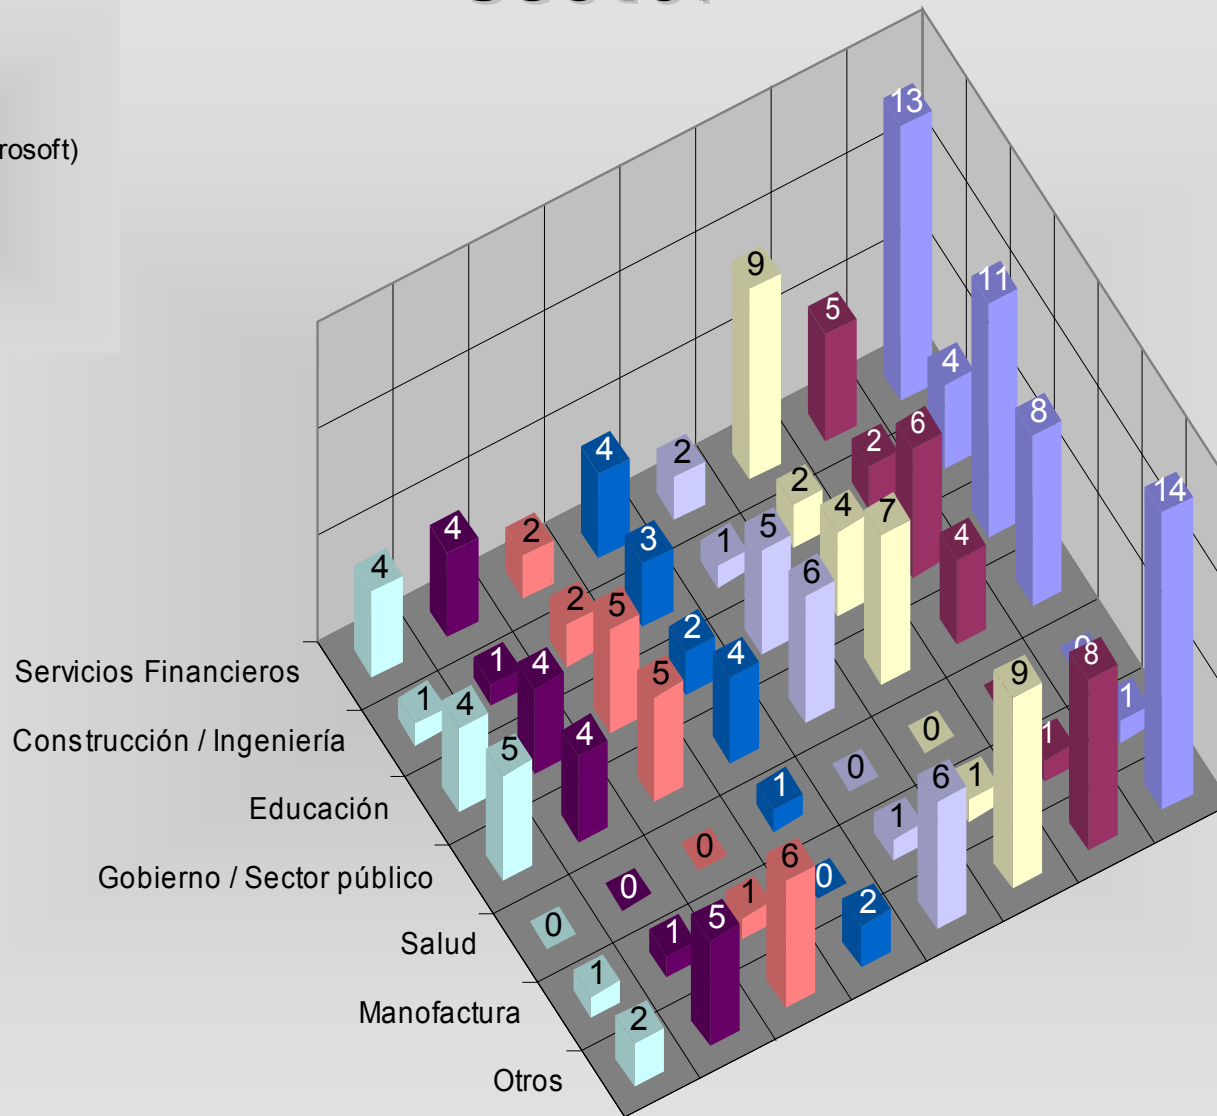 rosoft)
Servicios Financieros
4 4 2 4 2 9 5 13
Construcción / Ingeniería
1 1 2 3 1 2 2 4
Educación
4 4 5 2 5 4 6 11
Gobierno / Sector público
5 4 5 4 6 7 4 8
Salud
0 0 0 1 0 0
Manofactura
1 1 1 0 1 1 1 1
Otros
2 5 6 2 6 9 8 14